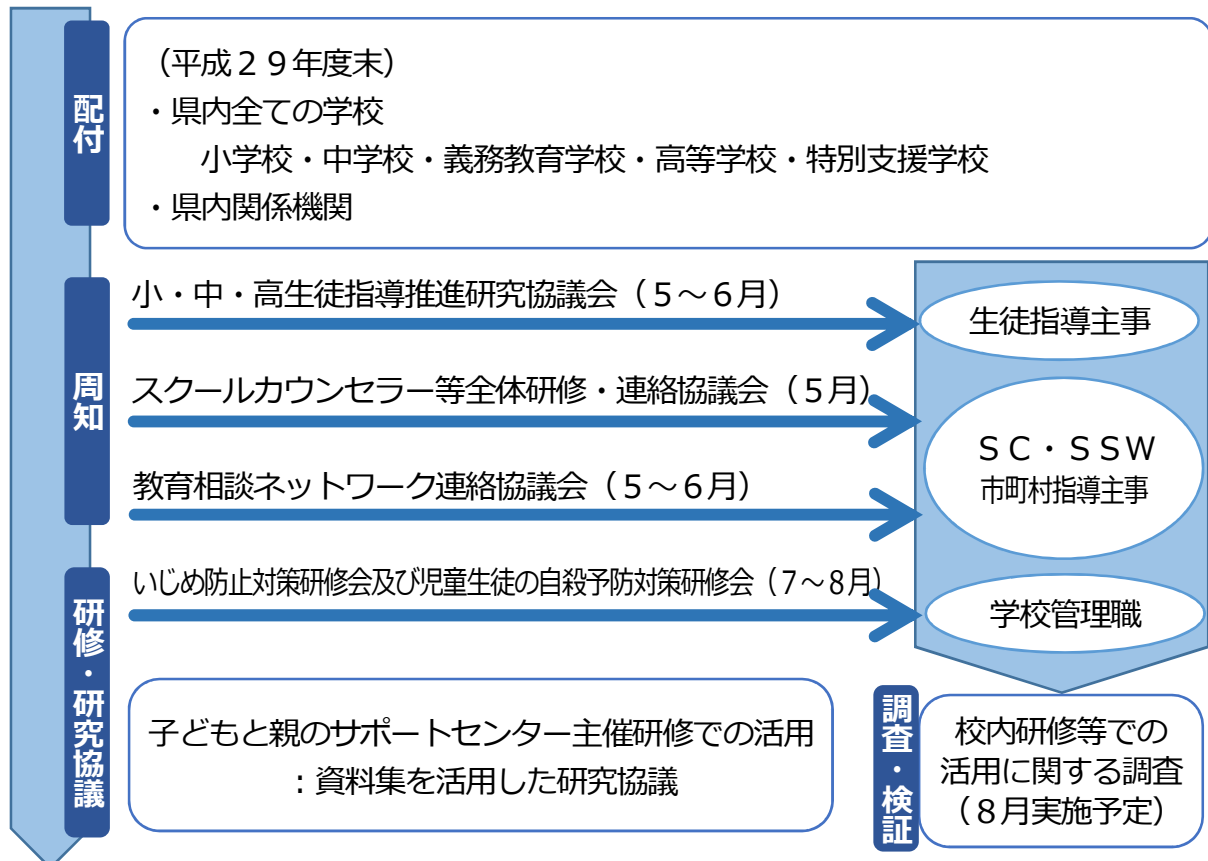 配付
（平成２９年度末）
・県内全ての学校
小学校・中学校・義務教育学校・高等学校・特別支援学校
・県内関係機関
周知
小・中・高生徒指導推進研究協議会（５～６月）
生徒指導主事
スクールカウンセラー等全体研修・連絡協議会（５月）
ＳＣ・ＳＳＷ
市町村指導主事
教育相談ネットワーク連絡協議会（５～６月）
研修・研究協議
いじめ防止対策研修会及び児童生徒の自殺予防対策研修会（７～８月）
学校管理職
子どもと親のサポートセンター主催研修での活用
：資料集を活用した研究協議
調査・検証
校内研修等での
活用に関する調査
（８月実施予定）